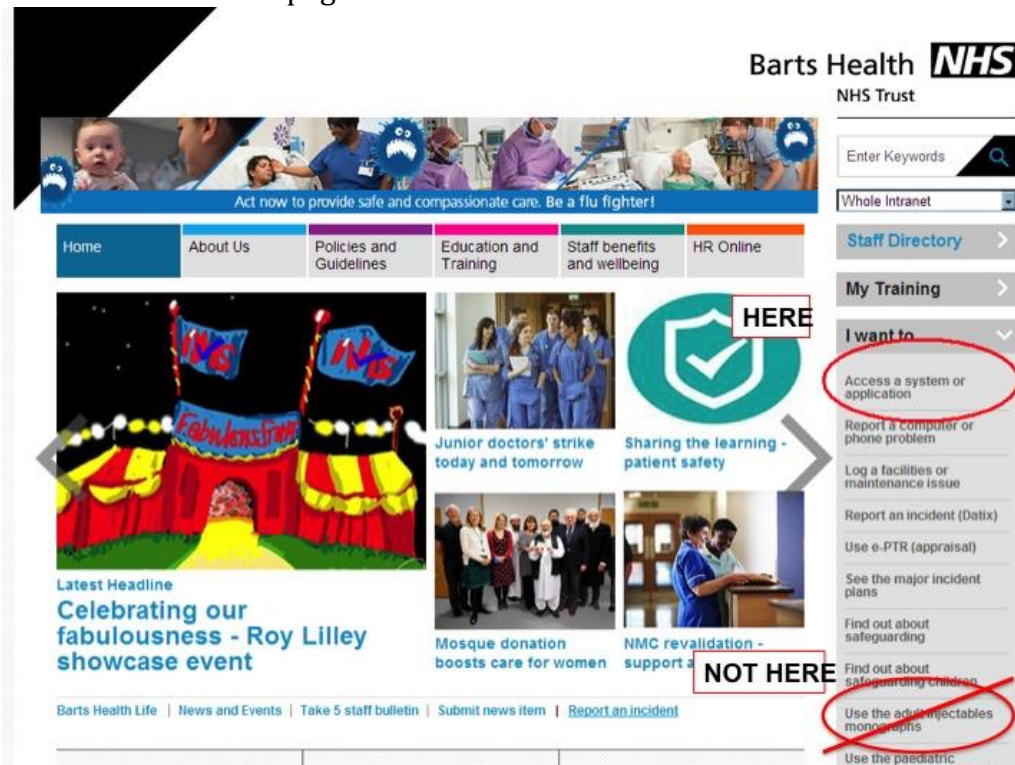 Barts Health NHS
NHS Trust
Act now to provide safe and compassionate care. Be a flu fighter!
Enter Keywords
Whole Intranet
Home
About Us
Policies and
Guidelines
Education and
Training
Staff benefits
and wellbeing
HR Online
Staff Directory
My Training
I want to
HERE
Access a system or
application
Report a computer or
phone problem
Log a facilities or
maintenance issue
Report an incident (Datix)
Use e-PTR (appraisal)
See the major incident
plans
Find out about
safeguarding
Find out about
safeguarding children
Use the adult injectables
monographs
Use the paediatric
Fabulousness
Junior doctors' strike
today and tomorrow
Sharing the learning -
patient safety
Latest Headline
Celebrating our
fabulousness - Roy Lilley
showcase event
Mosque donation
boosts care for women
NMC revalidation -
support a
NOT HERE
Barts Health Life | News and Events | Take 5 staff bulletin | Submit news item | Report an incident